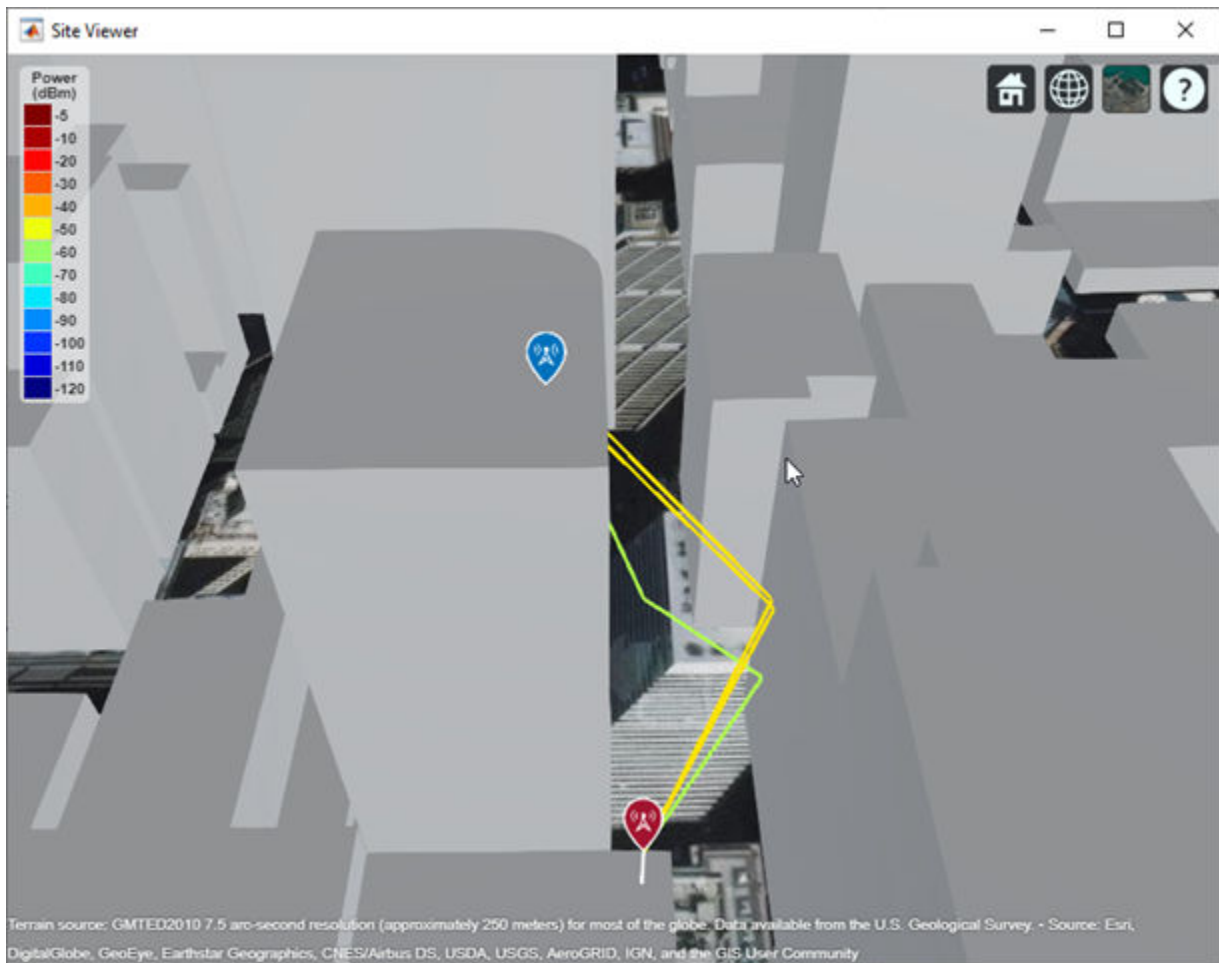 Site Viewer
Power
(dBm)
-5
-10
-20
-30
-40
-50
-60
-70
-80
-90
-100
-110
-120
?
Terrain source: GMTED2010 7.5 arc-second resolution (approximately 250 meters) for most of the globe. Data available from the U.S. Geological Survey. • Source: Esri,
DigitalGlobe, GeoEye, Earthstar Geographics, CNES/Airbus DS, USDA, USGS, AeroGRID, IGN, and the GIS User Community